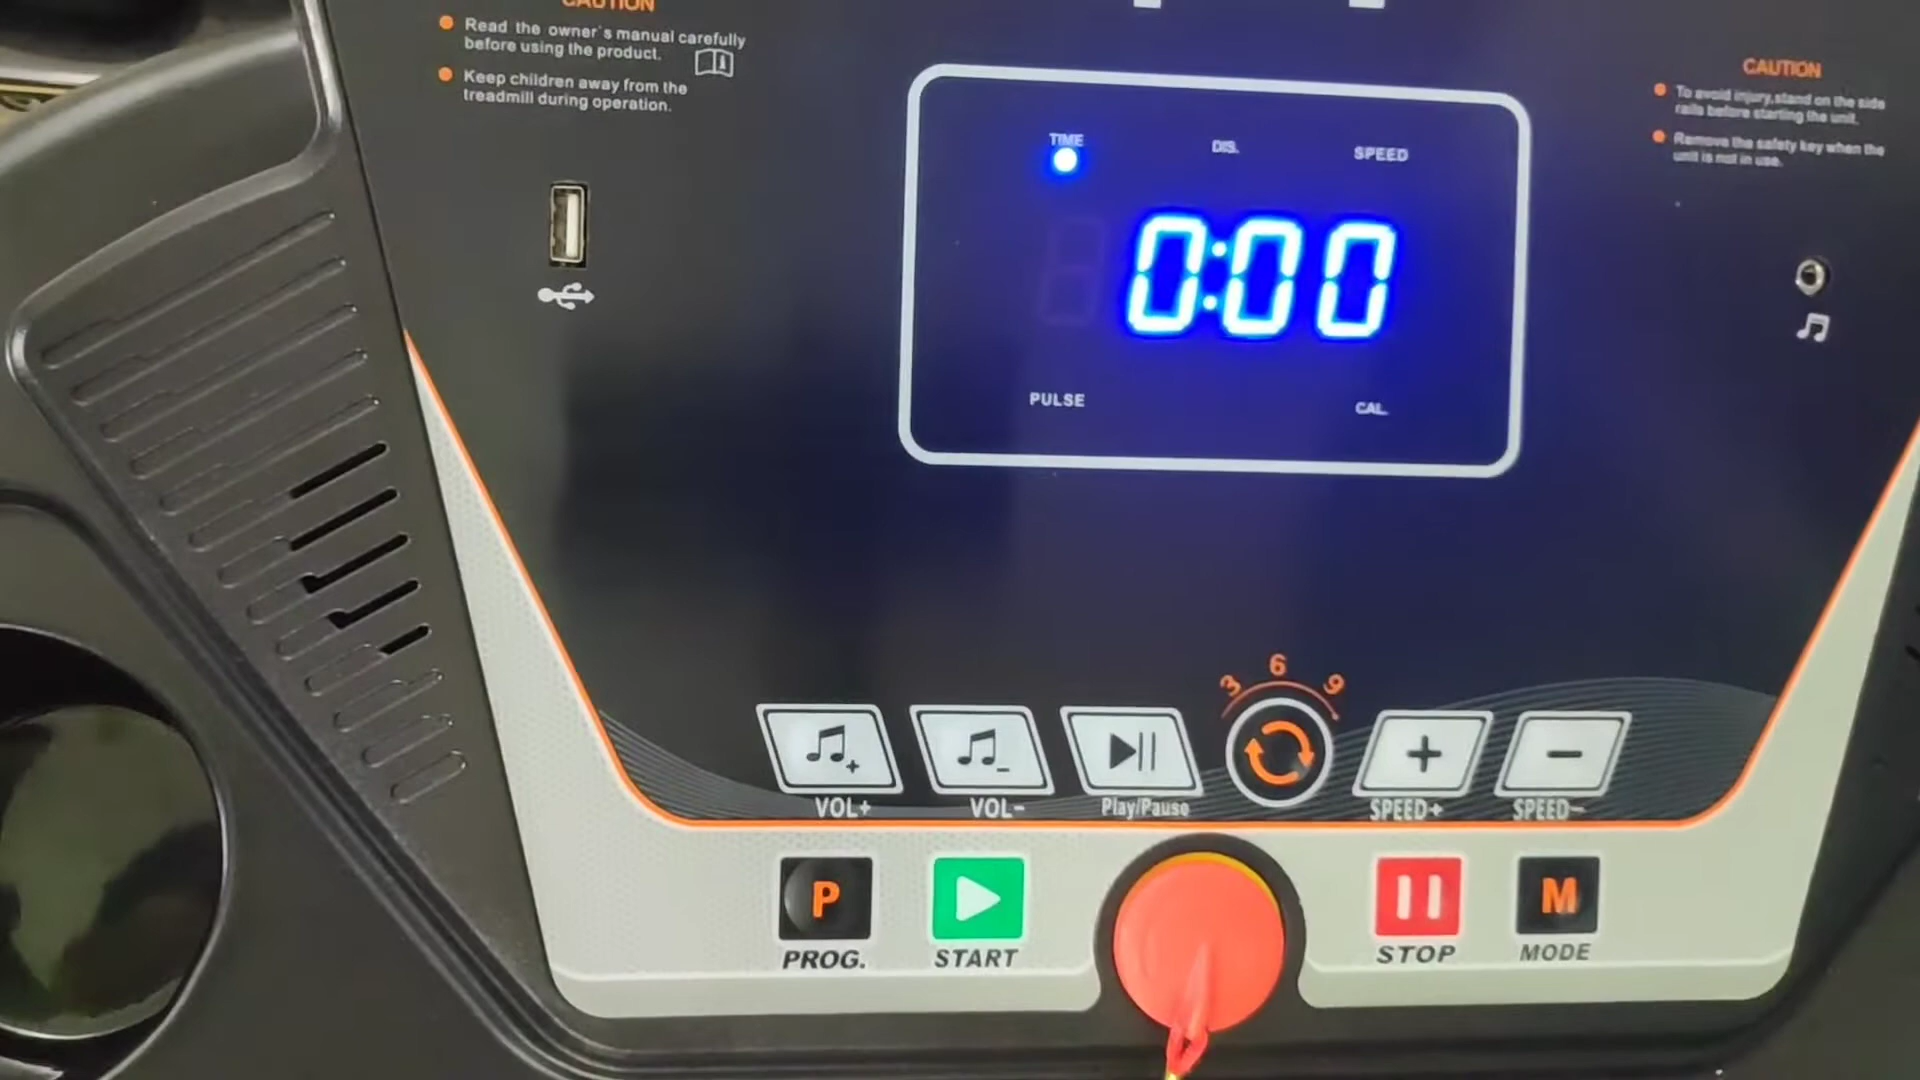 CAUTION
Read the owner's manual carefully
before using the product.
Keep children away from the
treadmill during operation.
CAUTION
To avoid injury,stand on the side
rails before starting the unit.
Remove the safety key when the
unit is not in use.
TIME DIS. SPEED
0:00
PULSE CAL.
3 6 9
VOL+ VOL- Play/Pause SPEED+ SPEED-
P M
PROG. START STOP MODE